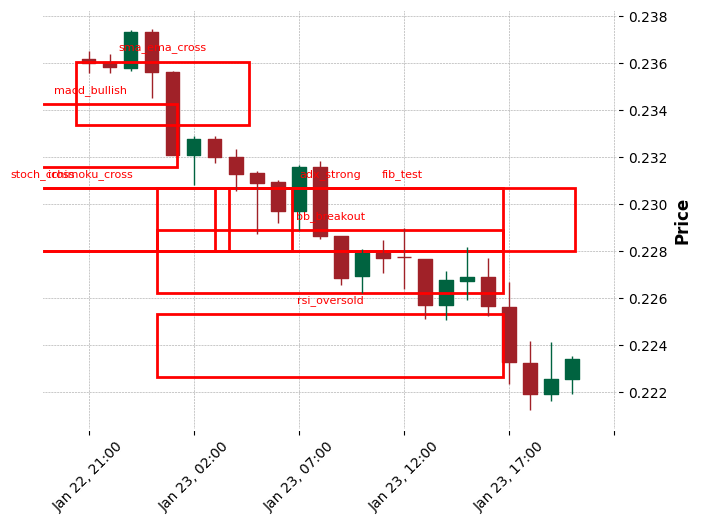 0.238
sma_ema_cross
0.236
macd_bullish
0.234
0.232
stoch_cross
ichimoku_cross
adx_strong
fib_test
0.230
bb_breakout
Price
0.228
rsi_oversold
0.226
0.224
0.222
Jan 22, 21:00
Jan 23, 02:00
Jan 23, 07:00
Jan 23, 12:00
Jan 23, 17:00